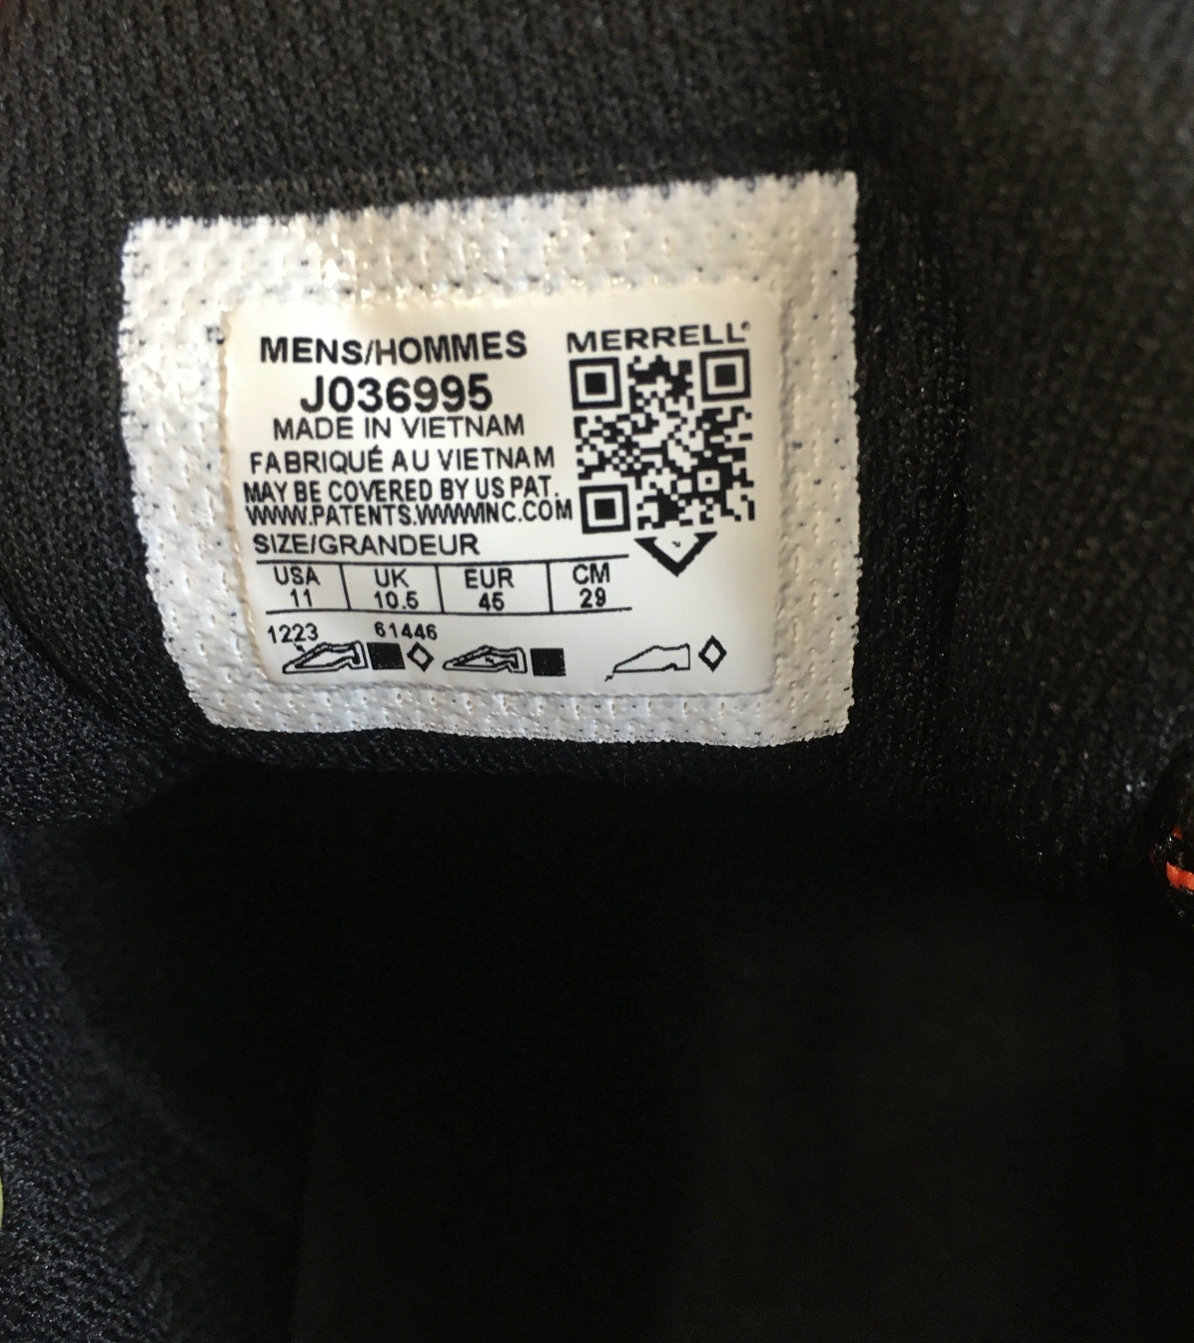 MENS/HOMMES
J036995
MADE IN VIETNAM
FABRIQUÉ AU VIETNAM
MAY BE COVERED BY US PAT.
WWW.PATENTS.WWWINC.COM
MERRELL
SIZE/GRANDEUR
USA UK EUR CM
11 10.5 45 29
1223 61446